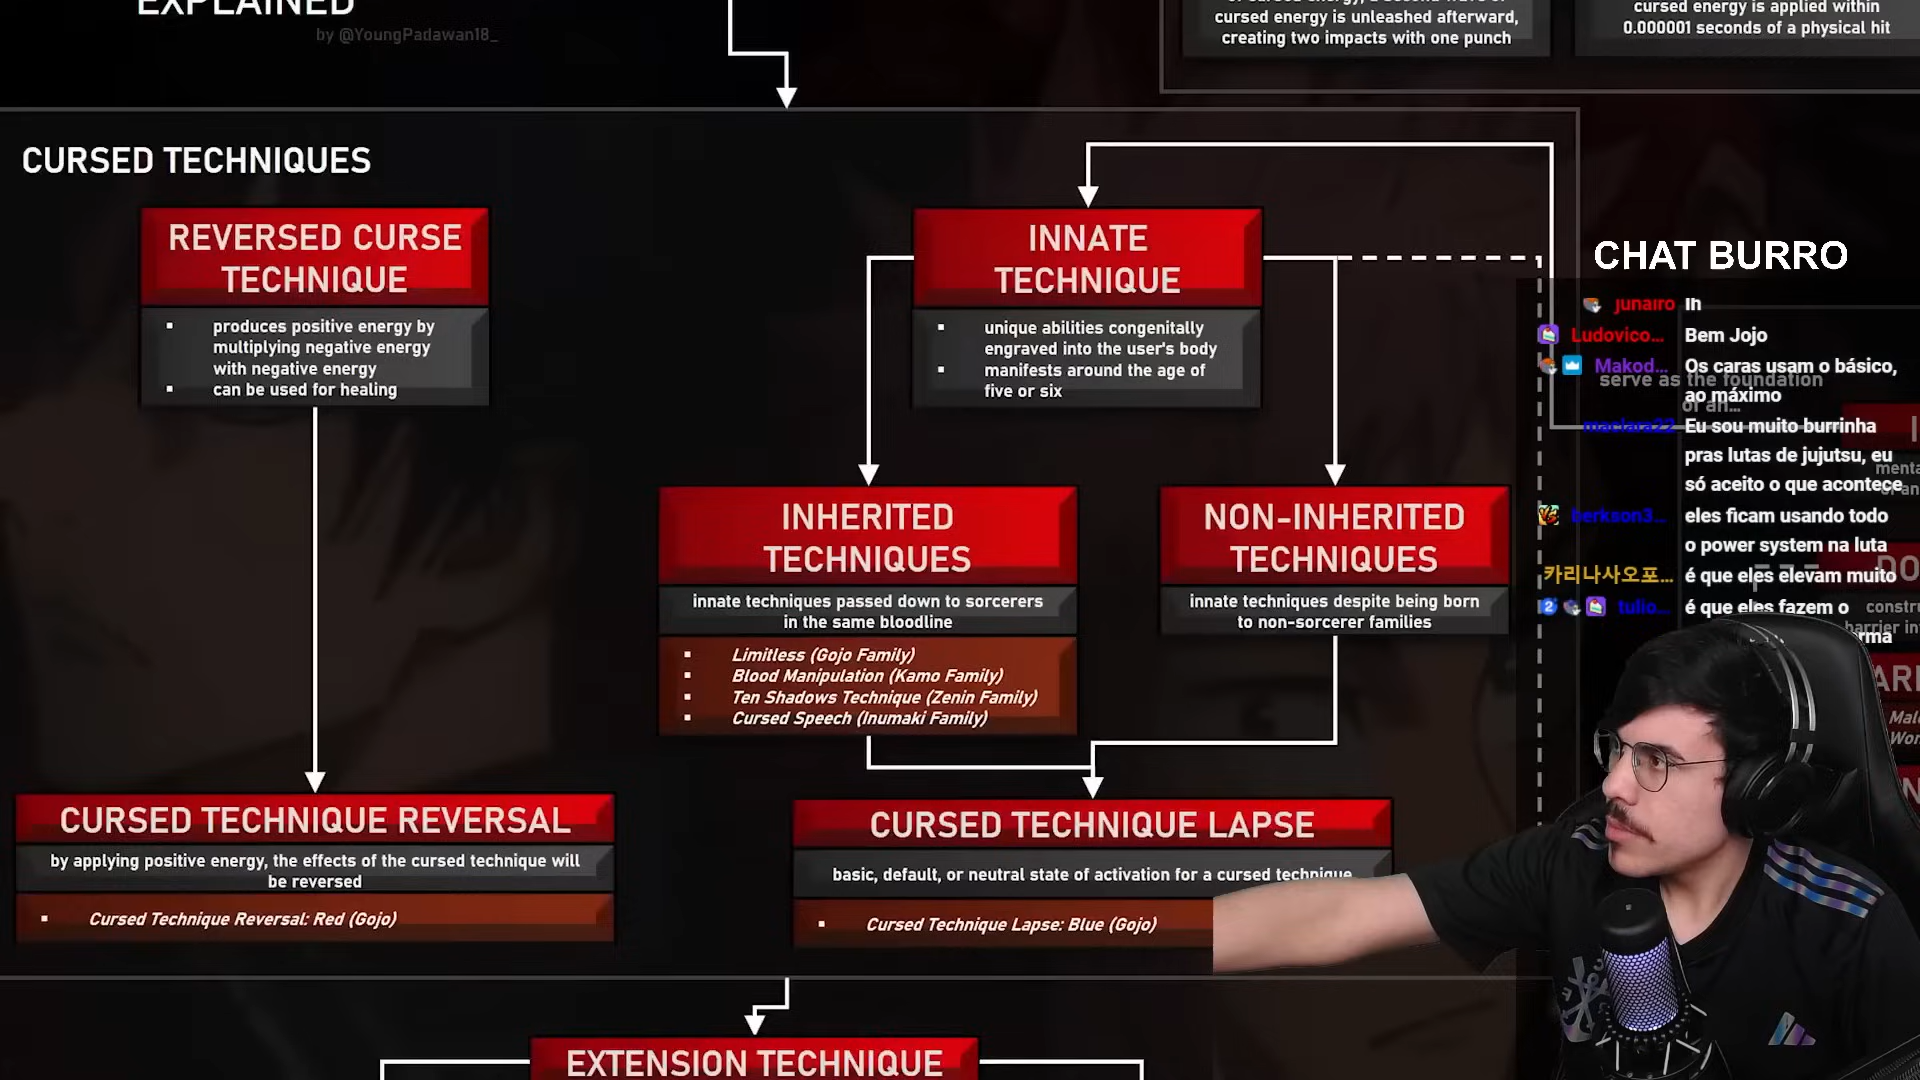 EXPLAINED
by @YoungPadawan18_
cursed energy is unleashed afterward,
creating two impacts with one punch
cursed energy is applied within
0.000001 seconds of a physical hit
CURSED TECHNIQUES
REVERSED CURSE
TECHNIQUE
▪ produces positive energy by
multiplying negative energy
with negative energy
▪ can be used for healing
INNATE
TECHNIQUE
▪ unique abilities congenitally
engraved into the user's body
▪ manifests around the age of
five or six
INHERITED
TECHNIQUES
innate techniques passed down to sorcerers
in the same bloodline
▪ Limitless (Gojo Family)
▪ Blood Manipulation (Kamo Family)
▪ Ten Shadows Technique (Zenin Family)
▪ Cursed Speech (Inumaki Family)
NON-INHERITED
TECHNIQUES
innate techniques despite being born
to non-sorcerer families
CURSED TECHNIQUE REVERSAL
by applying positive energy, the effects of the cursed technique will
be reversed
▪ Cursed Technique Reversal: Red (Gojo)
CURSED TECHNIQUE LAPSE
basic, default, or neutral state of activation for a cursed technique
▪ Cursed Technique Lapse: Blue (Gojo)
EXTENSION TECHNIQUE
CHAT BURRO
junairo Ih
Ludovico... Bem Jojo
Makod... Os caras usam o básico,
ao máximo
serve as the foundation
of an...
maclara22 Eu sou muito burrinha
pras lutas de jujutsu, eu
só aceito o que acontece
berkson3... eles ficam usando todo
o power system na luta
카리나사오포... é que eles elevam muito
2 tulio... é que eles fazem o